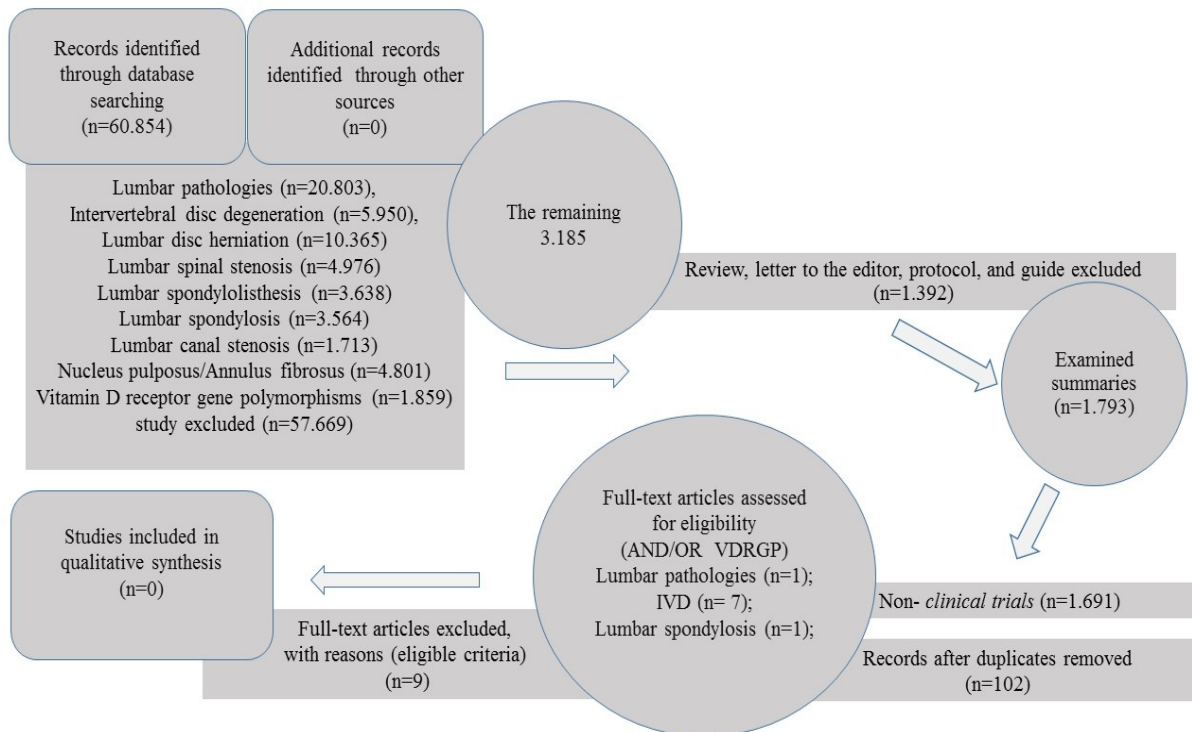 Records identified
through database
searching
(n=60.854)
Additional records
identified through other
sources
(n=0)
Lumbar pathologies (n=20.803),
Intervertebral disc degeneration (n=5.950),
Lumbar disc herniation (n=10.365)
Lumbar spinal stenosis (n=4.976)
Lumbar spondylolisthesis (n=3.638)
Lumbar spondylosis (n=3.564)
Lumbar canal stenosis (n=1.713)
Nucleus pulposus/Annulus fibrosus (n=4.801)
Vitamin D receptor gene polymorphisms (n=1.859)
study excluded (n=57.669)
The remaining
3.185
Review, letter to the editor, protocol, and guide excluded
(n=1.392)
Examined
summaries
(n=1.793)
Non- clinical trials (n=1.691)
Records after duplicates removed
(n=102)
Full-text articles assessed
for eligibility
(AND/OR VDRGP)
Lumbar pathologies (n=1);
IVD (n= 7);
Lumbar spondylosis (n=1);
Full-text articles excluded,
with reasons (eligible criteria)
(n=9)
Studies included in
qualitative synthesis
(n=0)